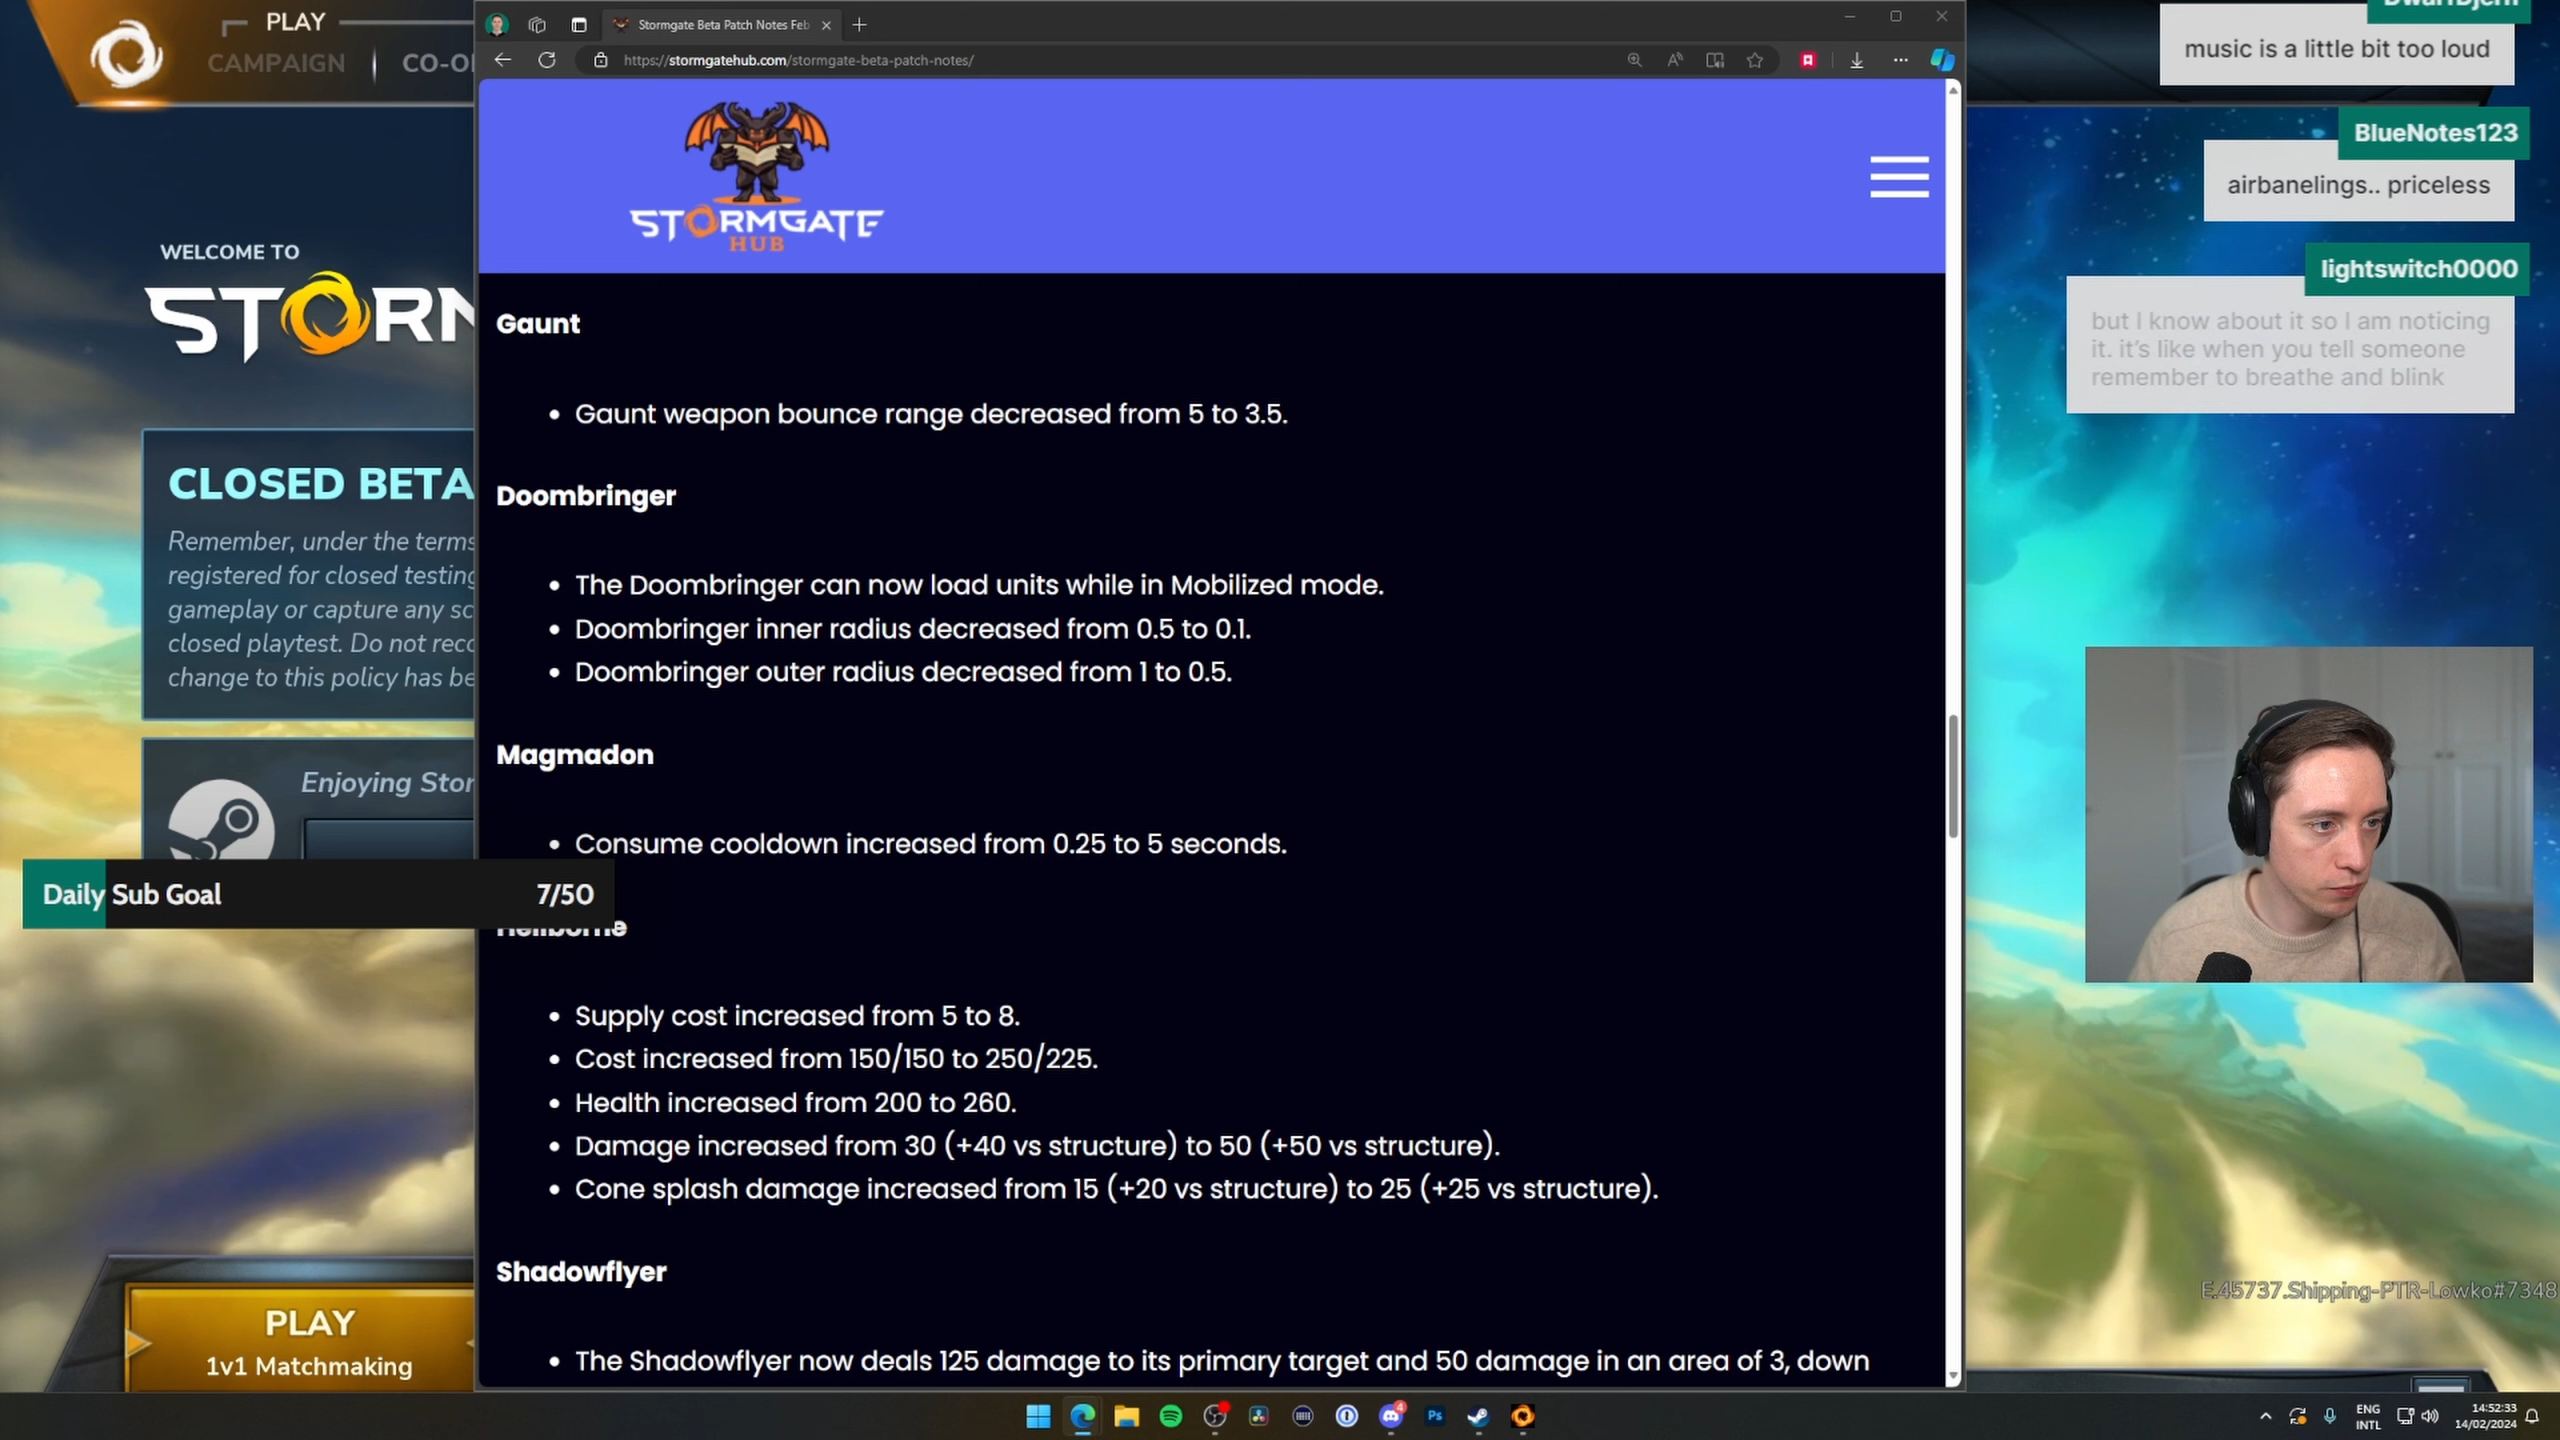 PLAY
CAMPAIGN
WELCOME TO
CLOSED BETA
Remember, under the terms
registered for closed testing
gameplay or capture any
closed playtest. Do not
change to this policy has
Enjoying
Daily Sub Goal 7/50
PLAY
1v1 Matchmaking
Stormgate Beta Patch Notes Feb
https://stormgatehub.com/stormgate-beta-patch-notes/
STORMGATE
HUB
Gaunt
• Gaunt weapon bounce range decreased from 5 to 3.5.
Doombringer
• The Doombringer can now load units while in Mobilized mode.
• Doombringer inner radius decreased from 0.5 to 0.1.
• Doombringer outer radius decreased from 1 to 0.5.
Magmadon
• Consume cooldown increased from 0.25 to 5 seconds.
Hellborne
• Supply cost increased from 5 to 8.
• Cost increased from 150/150 to 250/225.
• Health increased from 200 to 260.
• Damage increased from 30 (+40 vs structure) to 50 (+50 vs structure).
• Cone splash damage increased from 15 (+20 vs structure) to 25 (+25 vs structure).
Shadowflyer
• The Shadowflyer now deals 125 damage to its primary target and 50 damage in an area of 3, down
music is a little bit too loud
BlueNotes123
airbanelings.. priceless
lightswitch0000
but I know about it so I am noticing
it. it's like when you tell someone
remember to breathe and blink
E.45737.Shipping-PTR-Lowko#7348
4
Ps
ENG
INTL
14:52:33
14/02/2024